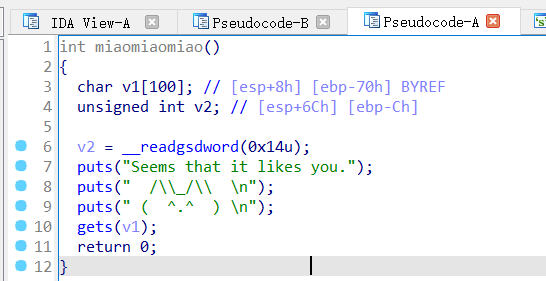 IDA View-A Pseudocode-B Pseudocode-A
1 int miaomiaomiao()
2 {
3 char v1[100]; // [esp+8h] [ebp-70h] BYREF
4 unsigned int v2; // [esp+6Ch] [ebp-Ch]
5
6 v2 = __readgsdword(0x14u);
7 puts("Seems that it likes you.");
8 puts("  /\\_/\\  \n");
9 puts(" (  ^.^  ) \n");
10 gets(v1);
11 return 0;
12 }